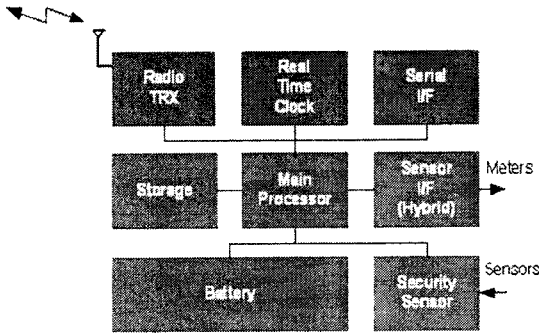 Radio
TRX
Real
Time
Clock
Serial
I/F
Storage
Main
Processor
Sensor
I/F
(Hybrid)
Meters
Battery
Security
Sensor
Sensors